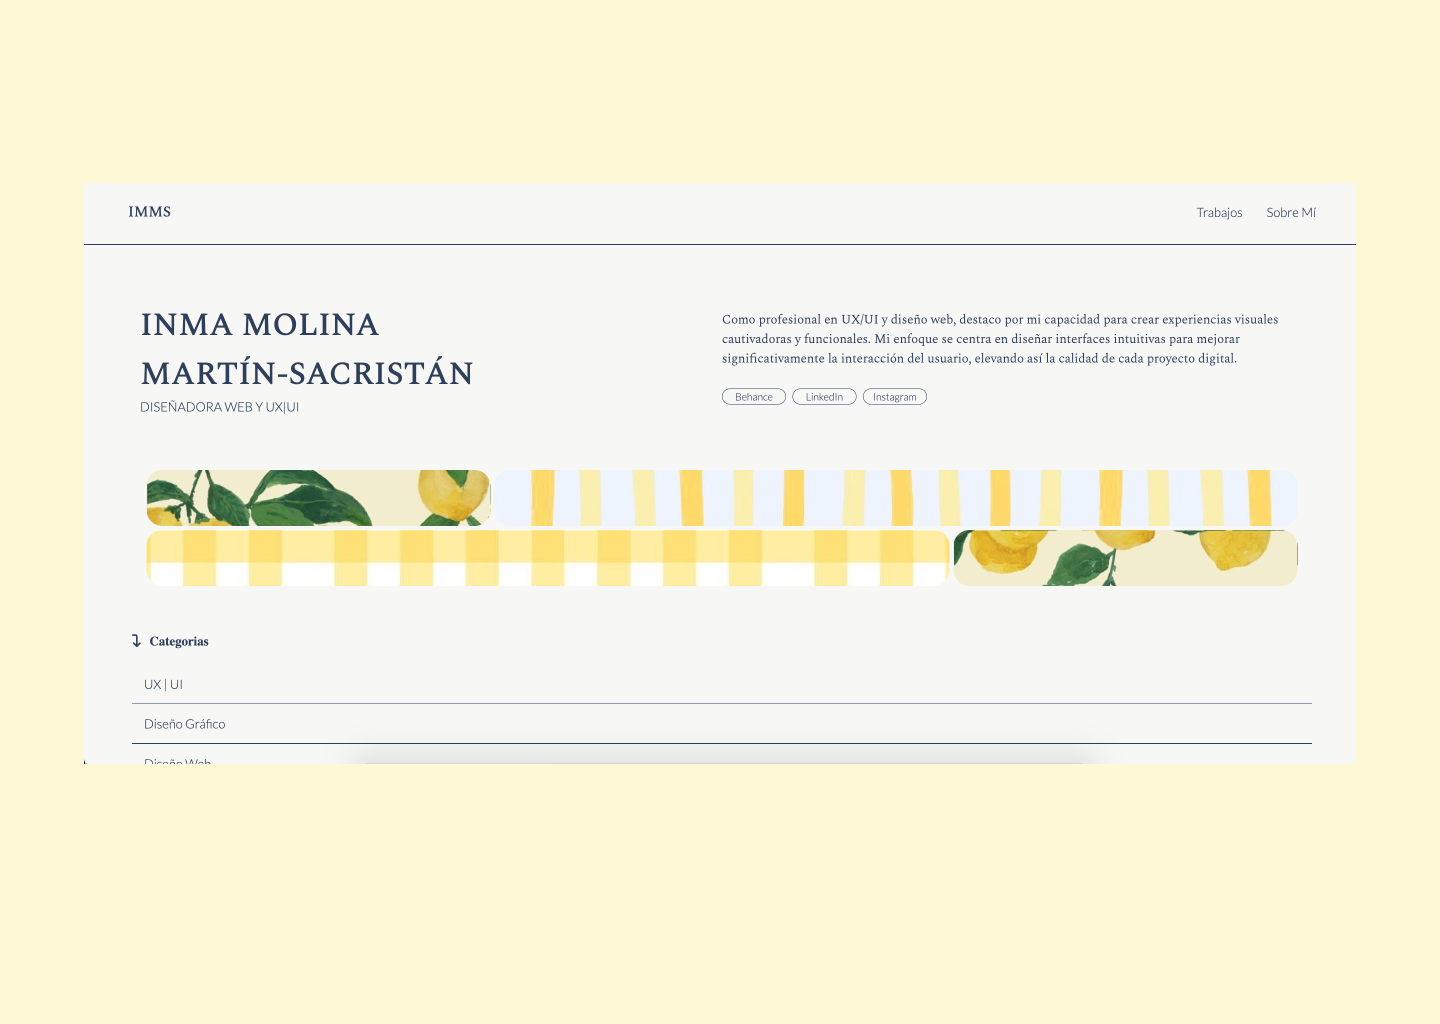 IMMS
Trabajos
Sobre Mí
INMA MOLINA
MARTÍN-SACRISTÁN
DISEÑADORA WEB Y UX|UI
Como profesional en UX/UI y diseño web, destaco por mi capacidad para crear experiencias visuales
cautivadoras y funcionales. Mi enfoque se centra en diseñar interfaces intuitivas para mejorar
significativamente la interacción del usuario, elevando así la calidad de cada proyecto digital.
Behance
LinkedIn
Instagram
Categorias
UX | UI
Diseño Gráfico
Diseño Web